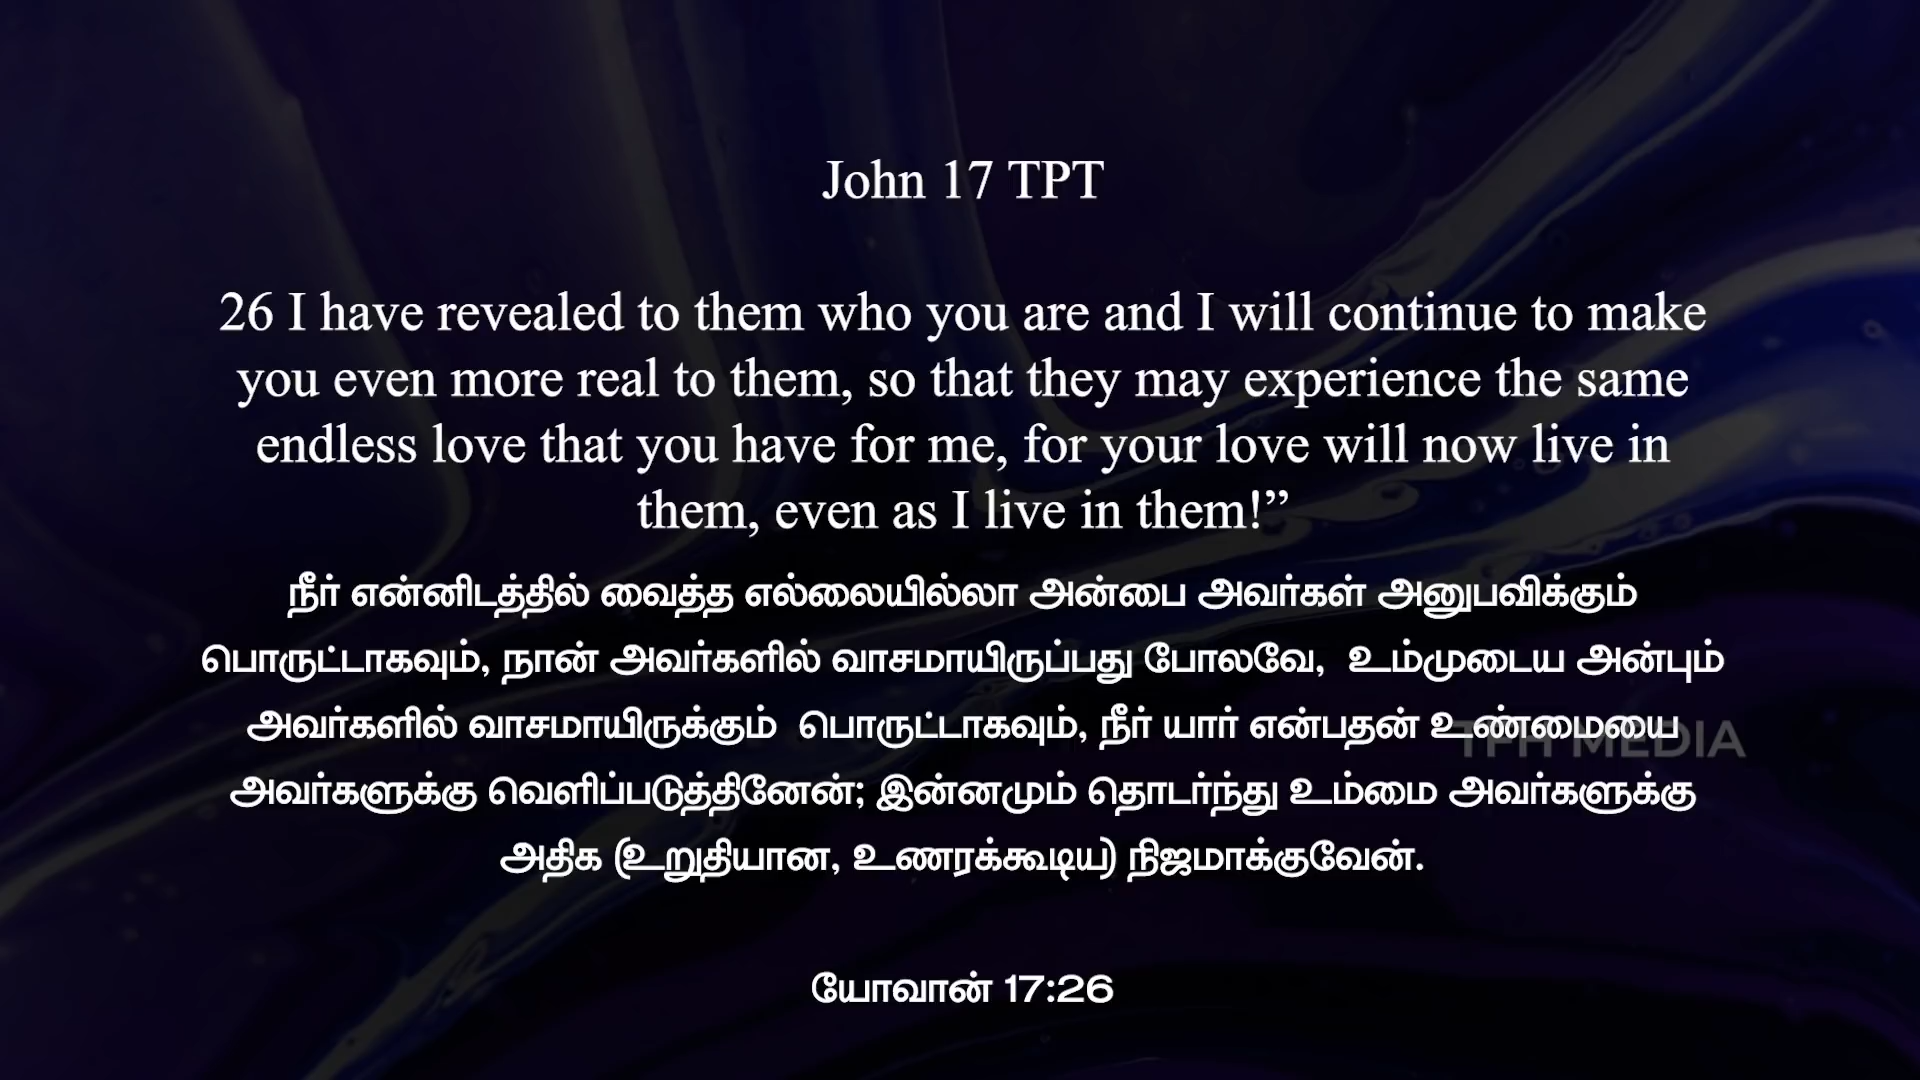 John 17 TPT
26 I have revealed to them who you are and I will continue to make
you even more real to them, so that they may experience the same
endless love that you have for me, for your love will now live in
them, even as I live in them!”
நீர் என்னிடத்தில் வைத்த எல்லையில்லா அன்பை அவர்கள் அனுபவிக்கும்
பொருட்டாகவும், நான் அவர்களில் வாசமாயிருப்பது போலவே, உம்முடைய அன்பும்
அவர்களில் வாசமாயிருக்கும் பொருட்டாகவும், நீர் யார் என்பதன் உண்மையை
TPH MEDIA
அவர்களுக்கு வெளிப்படுத்தினேன்; இன்னமும் தொடர்ந்து உம்மை அவர்களுக்கு
அதிக (உறுதியான, உணரக்கூடிய) நிஜமாக்குவேன்.
யோவான் 17:26